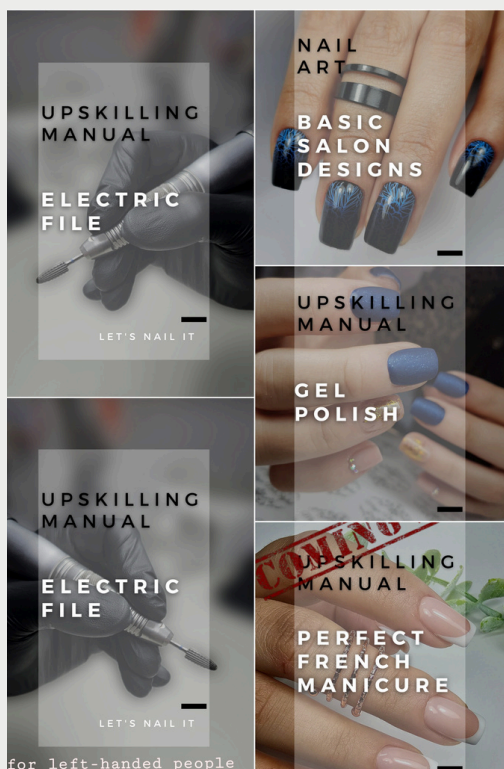 UPSKILLING
MANUAL
ELECTRIC
FILE
LET'S NAIL IT
UPSKILLING
MANUAL
ELECTRIC
FILE
LET'S NAIL IT
for left-handed people
NAIL
ART
BASIC
SALON
DESIGNS
UPSKILLING
MANUAL
GEL
POLISH
COMING
UPSKILLING
MANUAL
PERFECT
FRENCH
MANICURE